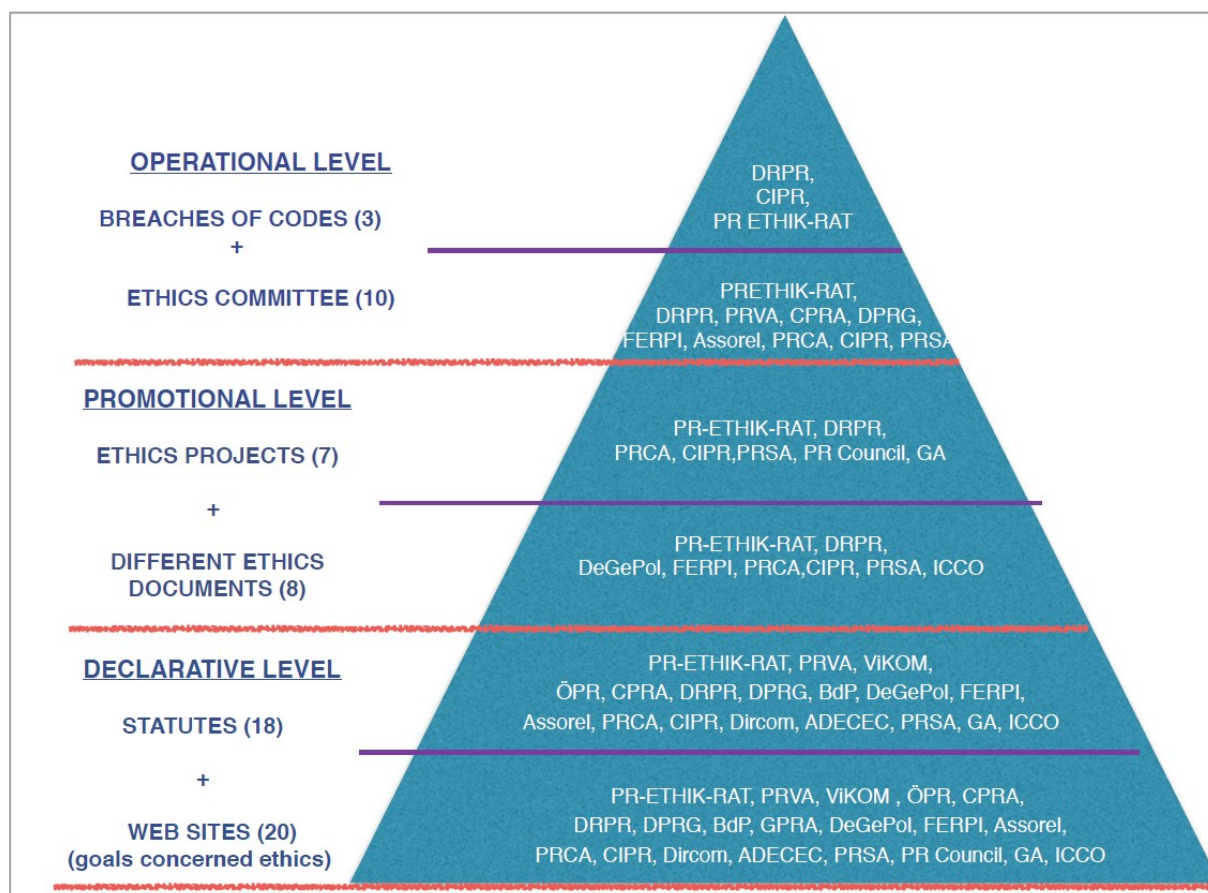 OPERATIONAL LEVEL
BREACHES OF CODES (3)
+
ETHICS COMMITTEE (10)
DRPR,
CIPR,
PR ETHIK-RAT
PRETHIK-RAT,
DRPR, PRVA, CPRA, DPRG,
FERPI, Assorel, PRCA, CIPR, PRSA
PROMOTIONAL LEVEL
ETHICS PROJECTS (7)
+
DIFFERENT ETHICS
DOCUMENTS (8)
PR-ETHIK-RAT, DRPR,
PRCA, CIPR,PRSA, PR Council, GA
PR-ETHIK-RAT, DRPR,
DeGePol, FERPI, PRCA,CIPR, PRSA, ICCO
DECLARATIVE LEVEL
STATUTES (18)
+
WEB SITES (20)
(goals concerned ethics)
PR-ETHIK-RAT, PRVA, ViKOM,
ÖPR, CPRA, DRPR, DPRG, BdP, DeGePol, FERPI,
Assorel, PRCA, CIPR, Dircom, ADECEC, PRSA, GA, ICCO
PR-ETHIK-RAT, PRVA, ViKOM , ÖPR, CPRA,
DRPR, DPRG, BdP, GPRA, DeGePol, FERPI, Assorel,
PRCA, CIPR, Dircom, ADECEC, PRSA, PR Council, GA, ICCO